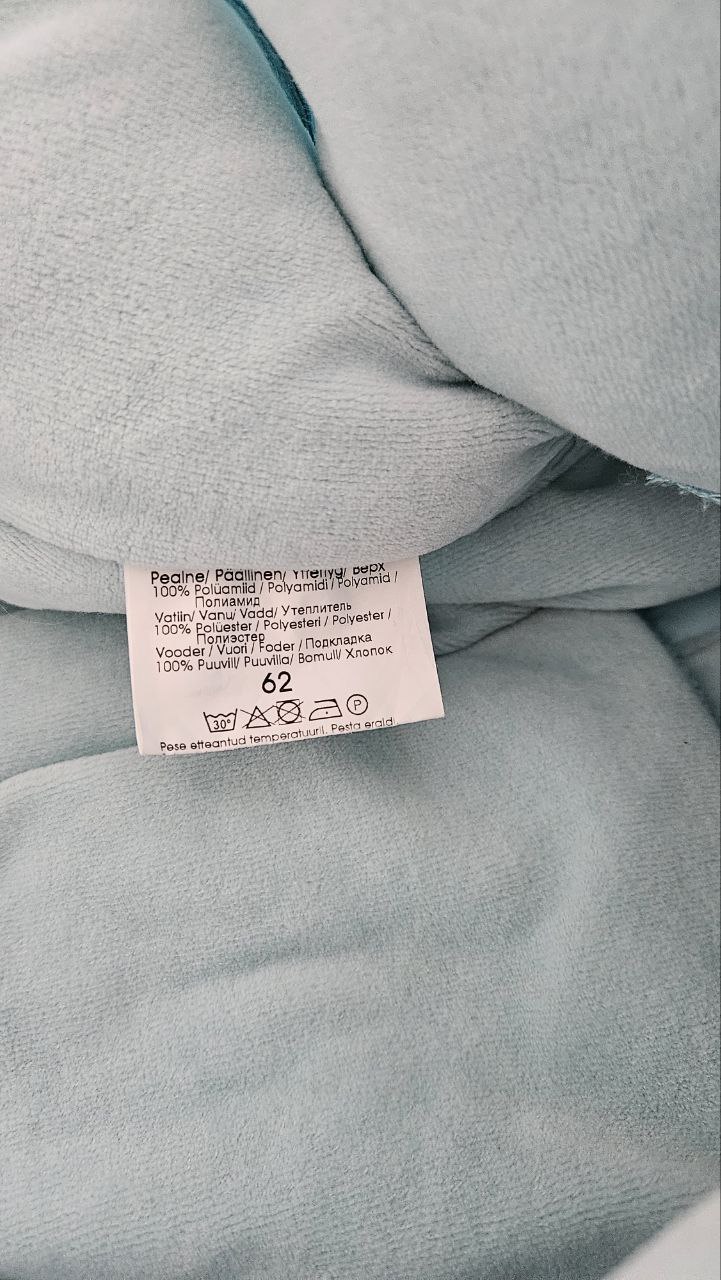 Pealne/ Päällinen/ Yttertyg/ Верх
100% Polüamiid / Polyamidi / Polyamid /
Полиамид
Vatiin/ Vanu/ Vadd/ Утеплитель
100% Polüester / Polyesteri / Polyester /
Полиэстер
Vooder / Vuori / Foder / Подкладка
100% Puuvill/ Puuvilla/ Bomull/ Хлопок
62
30° P
Pese etteantud temperatuuril. Pesta eraldi.